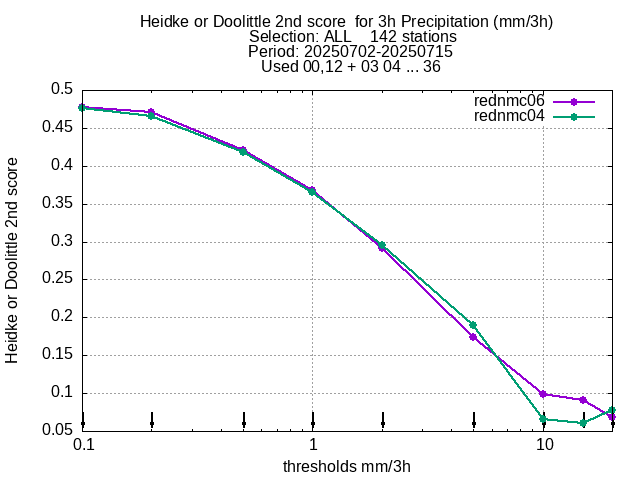 Heidke or Doolittle 2nd score  for 3h Precipitation (mm/3h)
Selection: ALL    142 stations
Period: 20250702-20250715
Used 00,12 + 03 04 ... 36
rednmc06
rednmc04
0.5
0.45
0.4
0.35
0.3
0.25
0.2
0.15
0.1
0.05
Heidke or Doolittle 2nd score
0.1 1 10
thresholds mm/3h